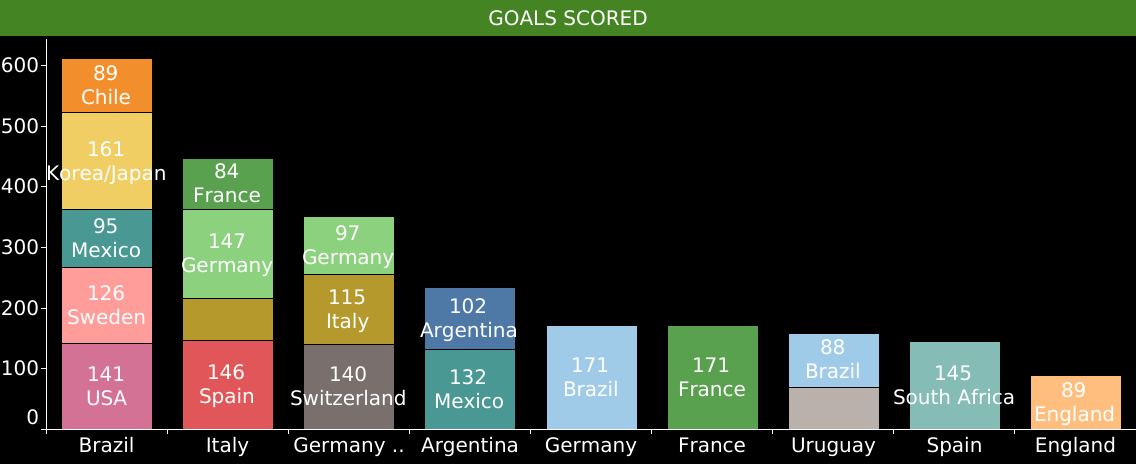 GOALS SCORED
600
500
400
300
200
100
0
89
Chile
161
Korea/Japan
95
Mexico
126
Sweden
141
USA
84
France
147
Germany
146
Spain
97
Germany
115
Italy
140
Switzerland
102
Argentina
132
Mexico
171
Brazil
171
France
88
Brazil
145
South Africa
89
England
Brazil
Italy
Germany ..
Argentina
Germany
France
Uruguay
Spain
England